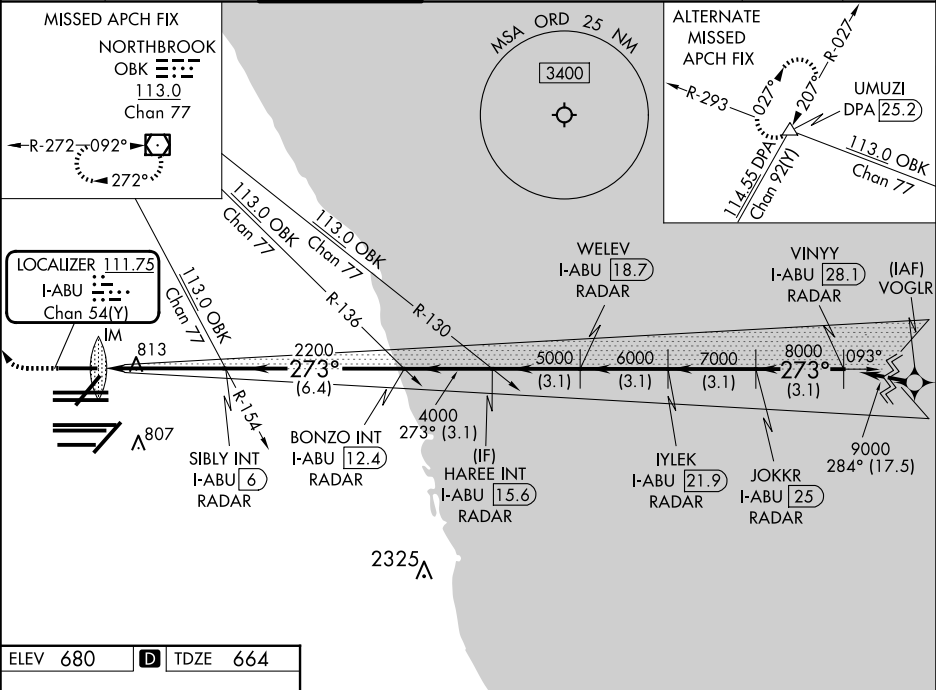 MISSED APCH FIX
NORTHBROOK
OBK
113.0
Chan 77
R-272
092°
272°
MSA ORD 25 NM
3400
ALTERNATE
MISSED
APCH FIX
R-027
027°
207°
R-293
UMUZI
DPA 25.2
114.55 DPA
Chan 92(Y)
113.0 OBK
Chan 77
113.0 OBK
Chan 77
113.0 OBK
Chan 77
113.0 OBK
Chan 77
R-136
R-130
R-154
LOCALIZER 111.75
I-ABU
Chan 54(Y)
IM
813
807
WELEV
I-ABU 18.7
RADAR
VINYY
I-ABU 28.1
RADAR
(IAF)
VOGLR
2200
273°
(6.4)
4000
273° (3.1)
5000
(3.1)
6000
(3.1)
7000
(3.1)
8000
273°
(3.1)
093°
9000
284° (17.5)
SIBLY INT
I-ABU 6
RADAR
BONZO INT
I-ABU 12.4
RADAR
(IF)
HAREE INT
I-ABU 15.6
RADAR
IYLEK
I-ABU 21.9
RADAR
JOKKR
I-ABU 25
RADAR
2325
ELEV 680 D TDZE 664